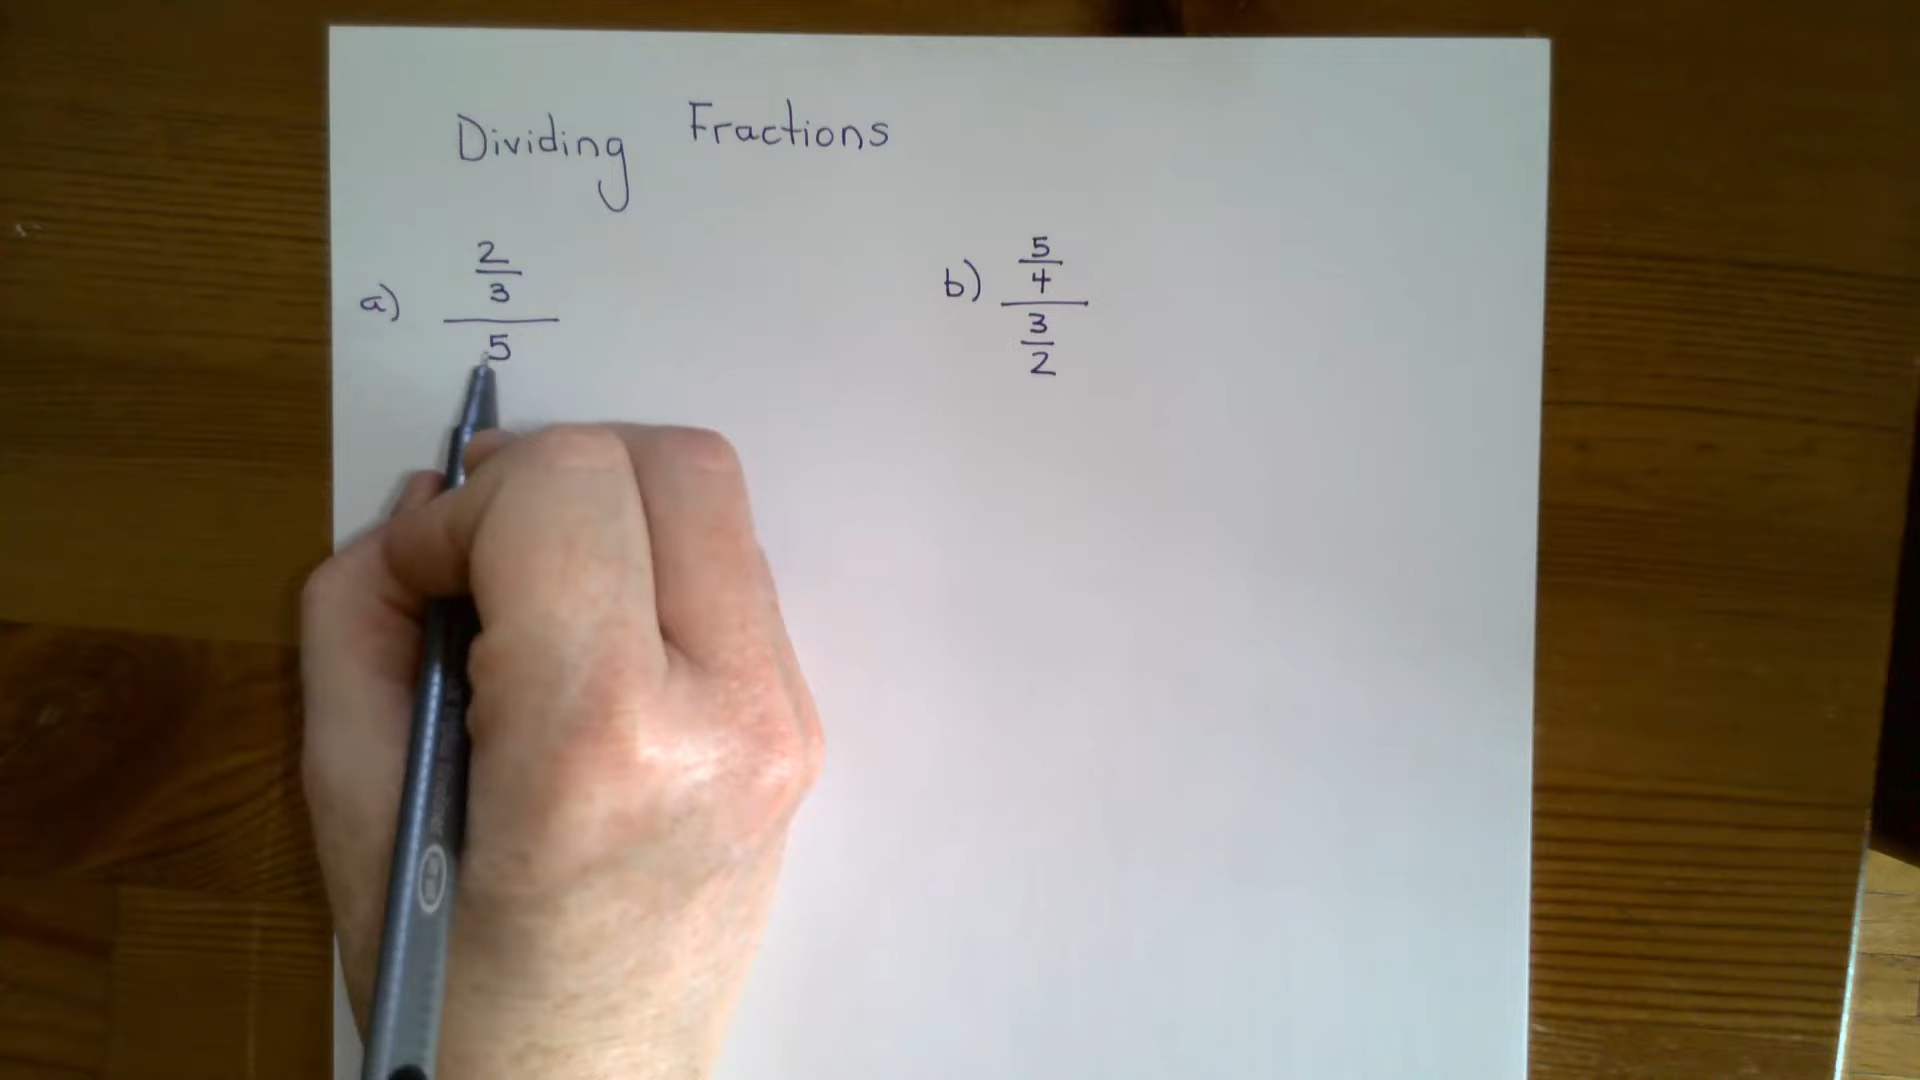 Dividing Fractions
a) 2/3 / 5
b) 5/4 / 3/2